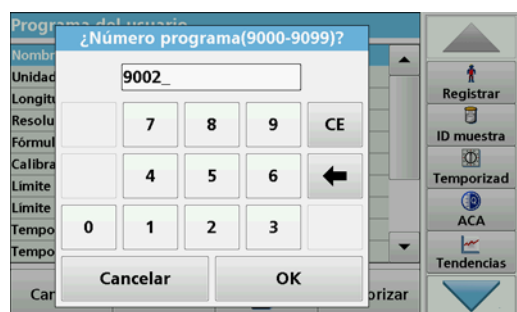 Programa del usuario
¿Número programa(9000-9099)?
9002_
Nombr
Unidad
Longitu
Resolu
Fórmul
Calibra
Límite
Límite
Tempo
Tempo
7 8 9 CE
4 5 6
0 1 2 3
Cancelar OK
Car
orizar
Registrar
ID muestra
Temporizad
ACA
Tendencias